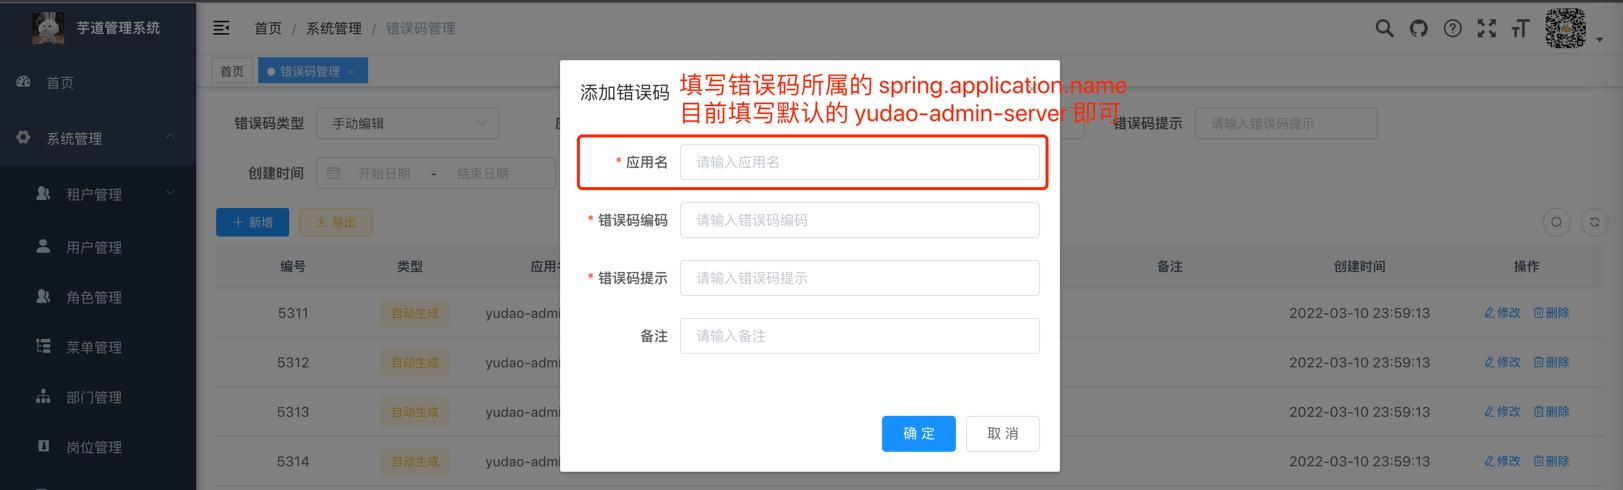 芋道管理系统
首页 / 系统管理 / 错误码管理
首页
错误码管理 ×
首页
系统管理
租户管理
用户管理
角色管理
菜单管理
部门管理
岗位管理
错误码类型 手动编辑
错误码提示 请输入错误码提示
创建时间 开始日期 - 结束日期
+ 新增
导出
编号 类型 应用 备注 创建时间 操作
5311 自动生成 yudao-admi 2022-03-10 23:59:13 修改 删除
5312 自动生成 yudao-admi 2022-03-10 23:59:13 修改 删除
5313 自动生成 yudao-admi 2022-03-10 23:59:13 修改 删除
5314 自动生成 yudao-admi 2022-03-10 23:59:13 修改 删除
添加错误码
填写错误码所属的 spring.application.name
目前填写默认的 yudao-admin-server 即可
* 应用名 请输入应用名
* 错误码编码 请输入错误码编码
* 错误码提示 请输入错误码提示
备注 请输入备注
确 定
取 消